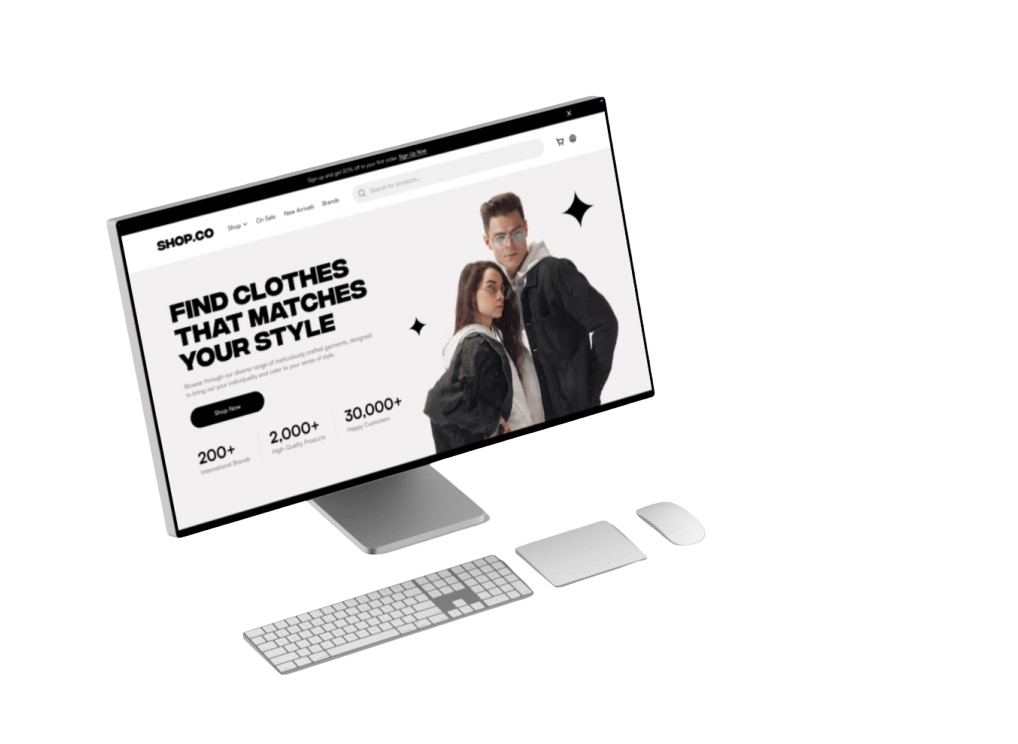 Sign up and get 20% off to your first order. Sign Up Now
SHOP.CO
Shop
On Sale
New Arrivals
Brands
Search for products...
FIND CLOTHES
THAT MATCHES
YOUR STYLE
Browse through our diverse range of meticulously crafted garments, designed
to bring out your individuality and cater to your sense of style.
Shop Now
200+
International Brands
2,000+
High-Quality Products
30,000+
Happy Customers